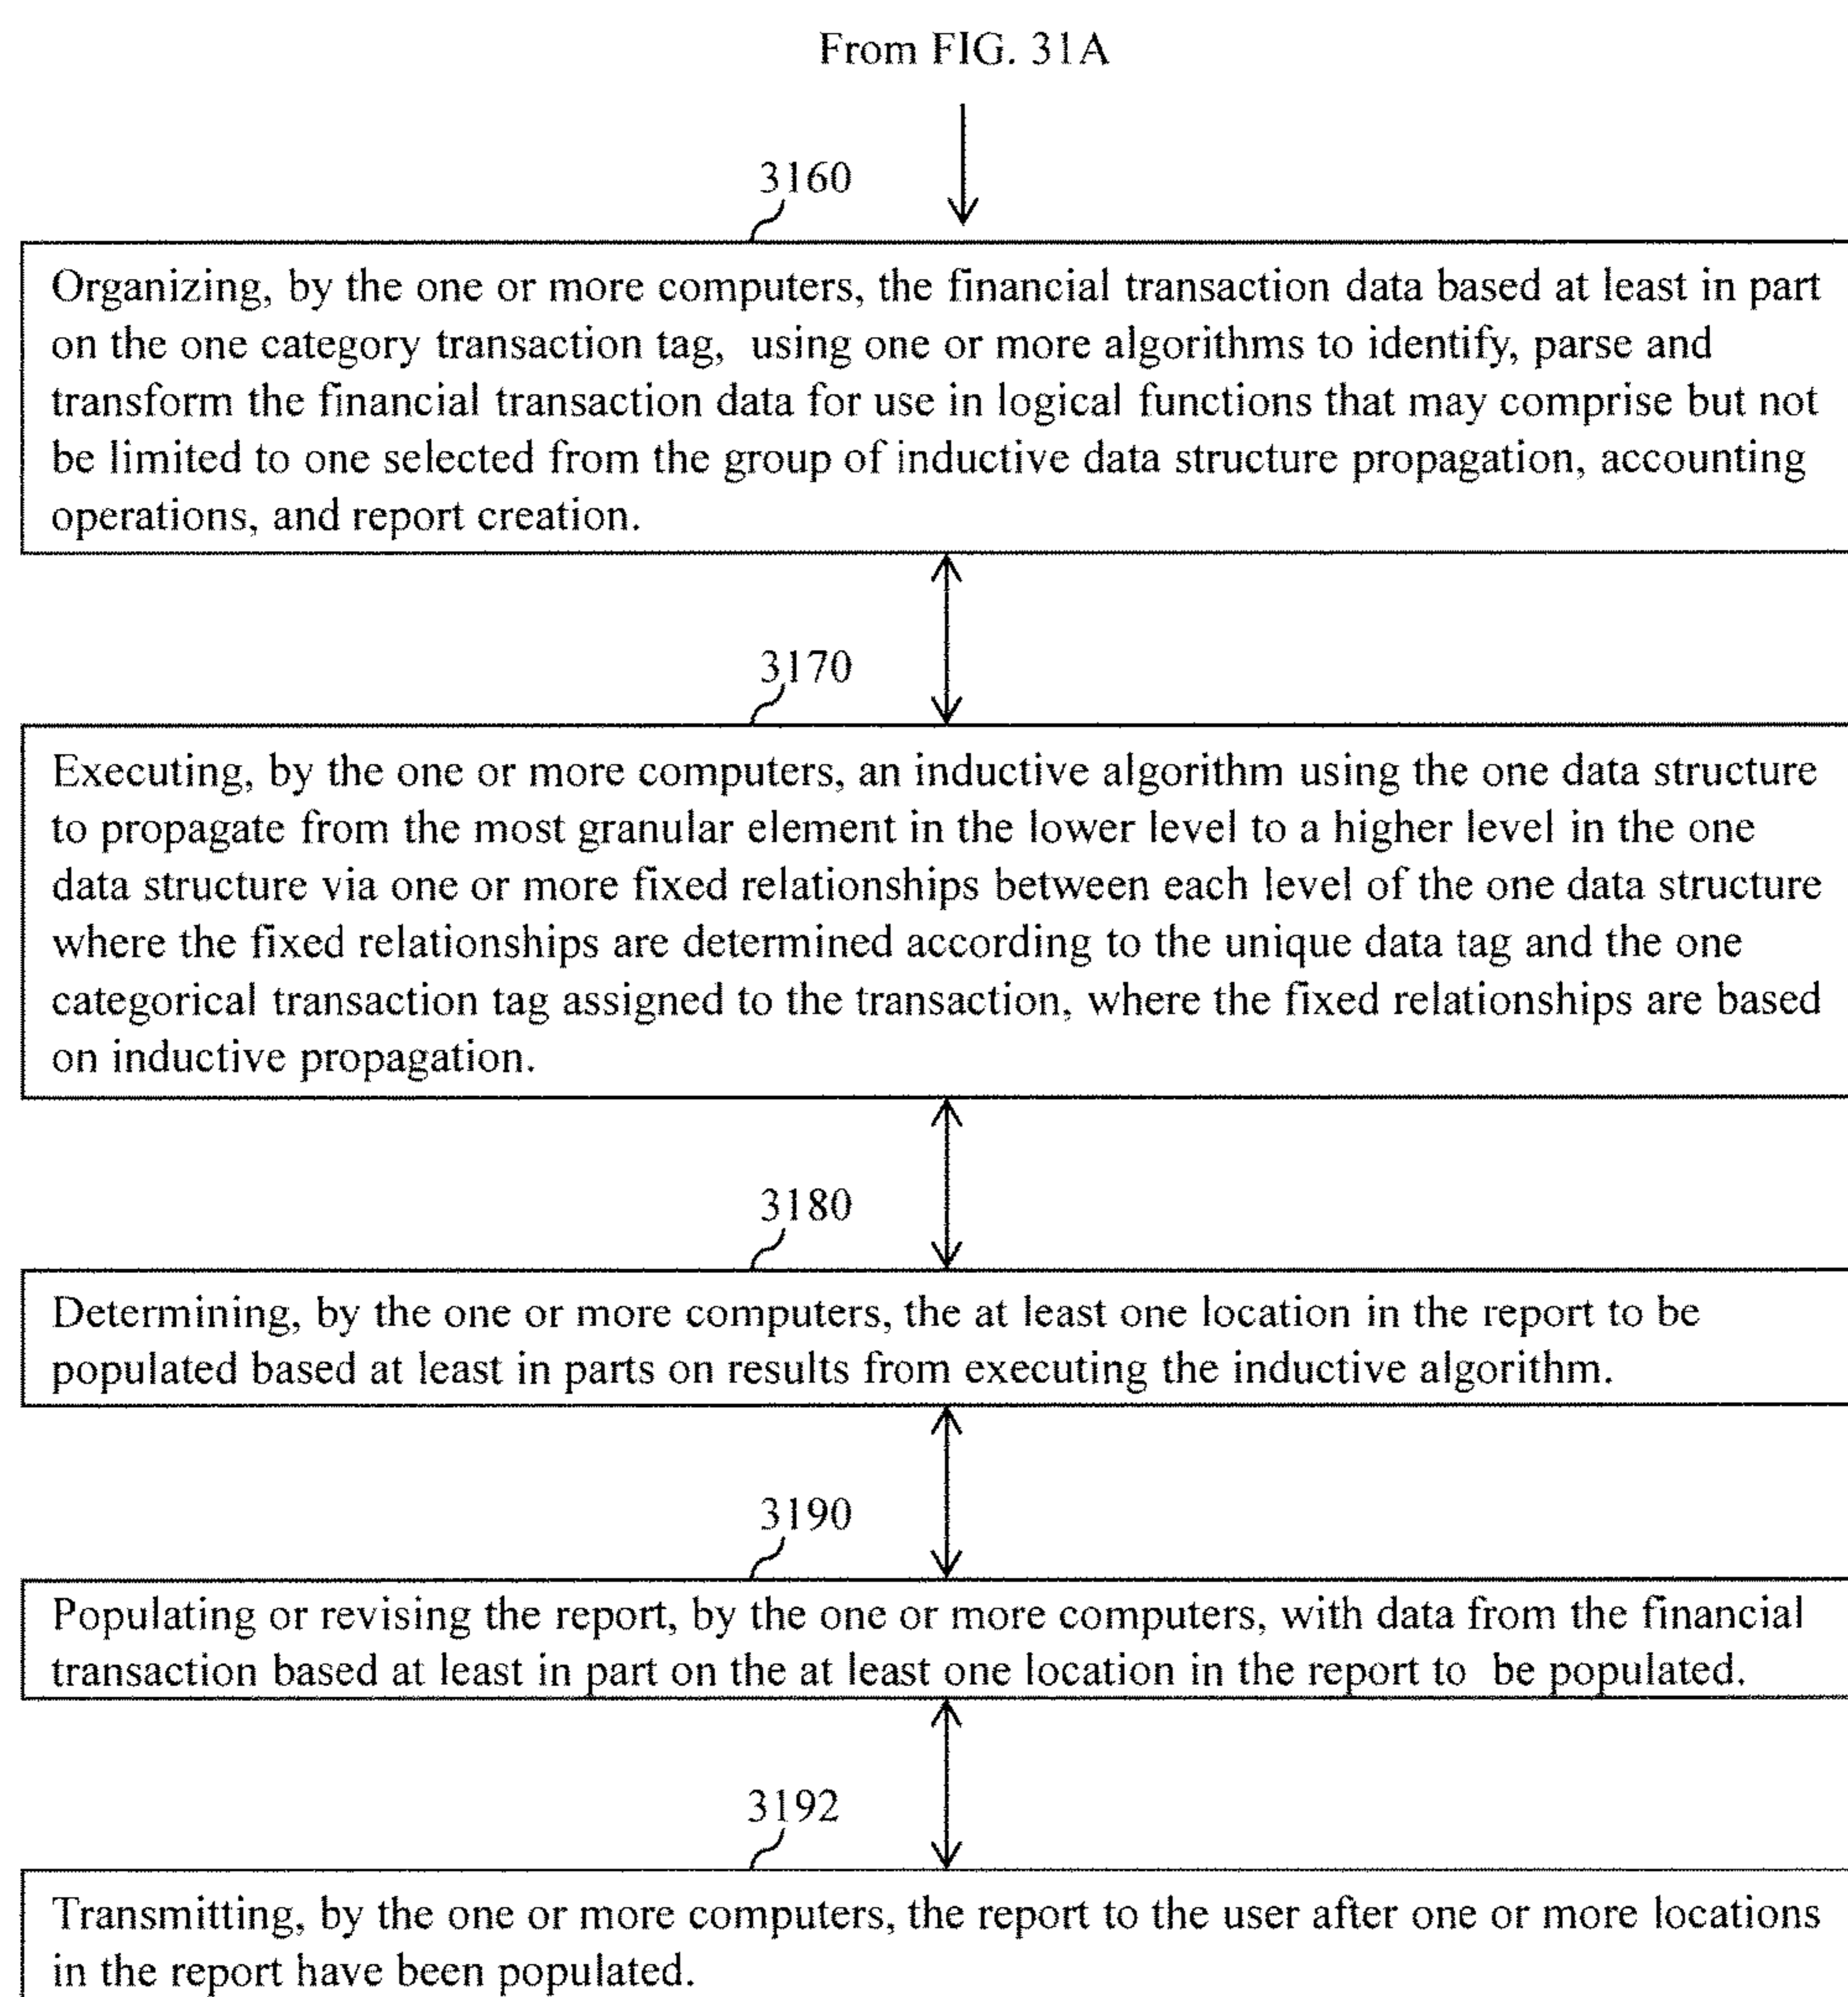 From FIG. 31A
3160
Organizing, by the one or more computers, the financial transaction data based at least in part
on the one category transaction tag, using one or more algorithms to identify, parse and
transform the financial transaction data for use in logical functions that may comprise but not
be limited to one selected from the group of inductive data structure propagation, accounting
operations, and report creation.
3170
Executing, by the one or more computers, an inductive algorithm using the one data structure
to propagate from the most granular element in the lower level to a higher level in the one
data structure via one or more fixed relationships between each level of the one data structure
where the fixed relationships are determined according to the unique data tag and the one
categorical transaction tag assigned to the transaction, where the fixed relationships are based
on inductive propagation.
3180
Determining, by the one or more computers, the at least one location in the report to be
populated based at least in parts on results from executing the inductive algorithm.
3190
Populating or revising the report, by the one or more computers, with data from the financial
transaction based at least in part on the at least one location in the report to be populated.
3192
Transmitting, by the one or more computers, the report to the user after one or more locations
in the report have been populated.